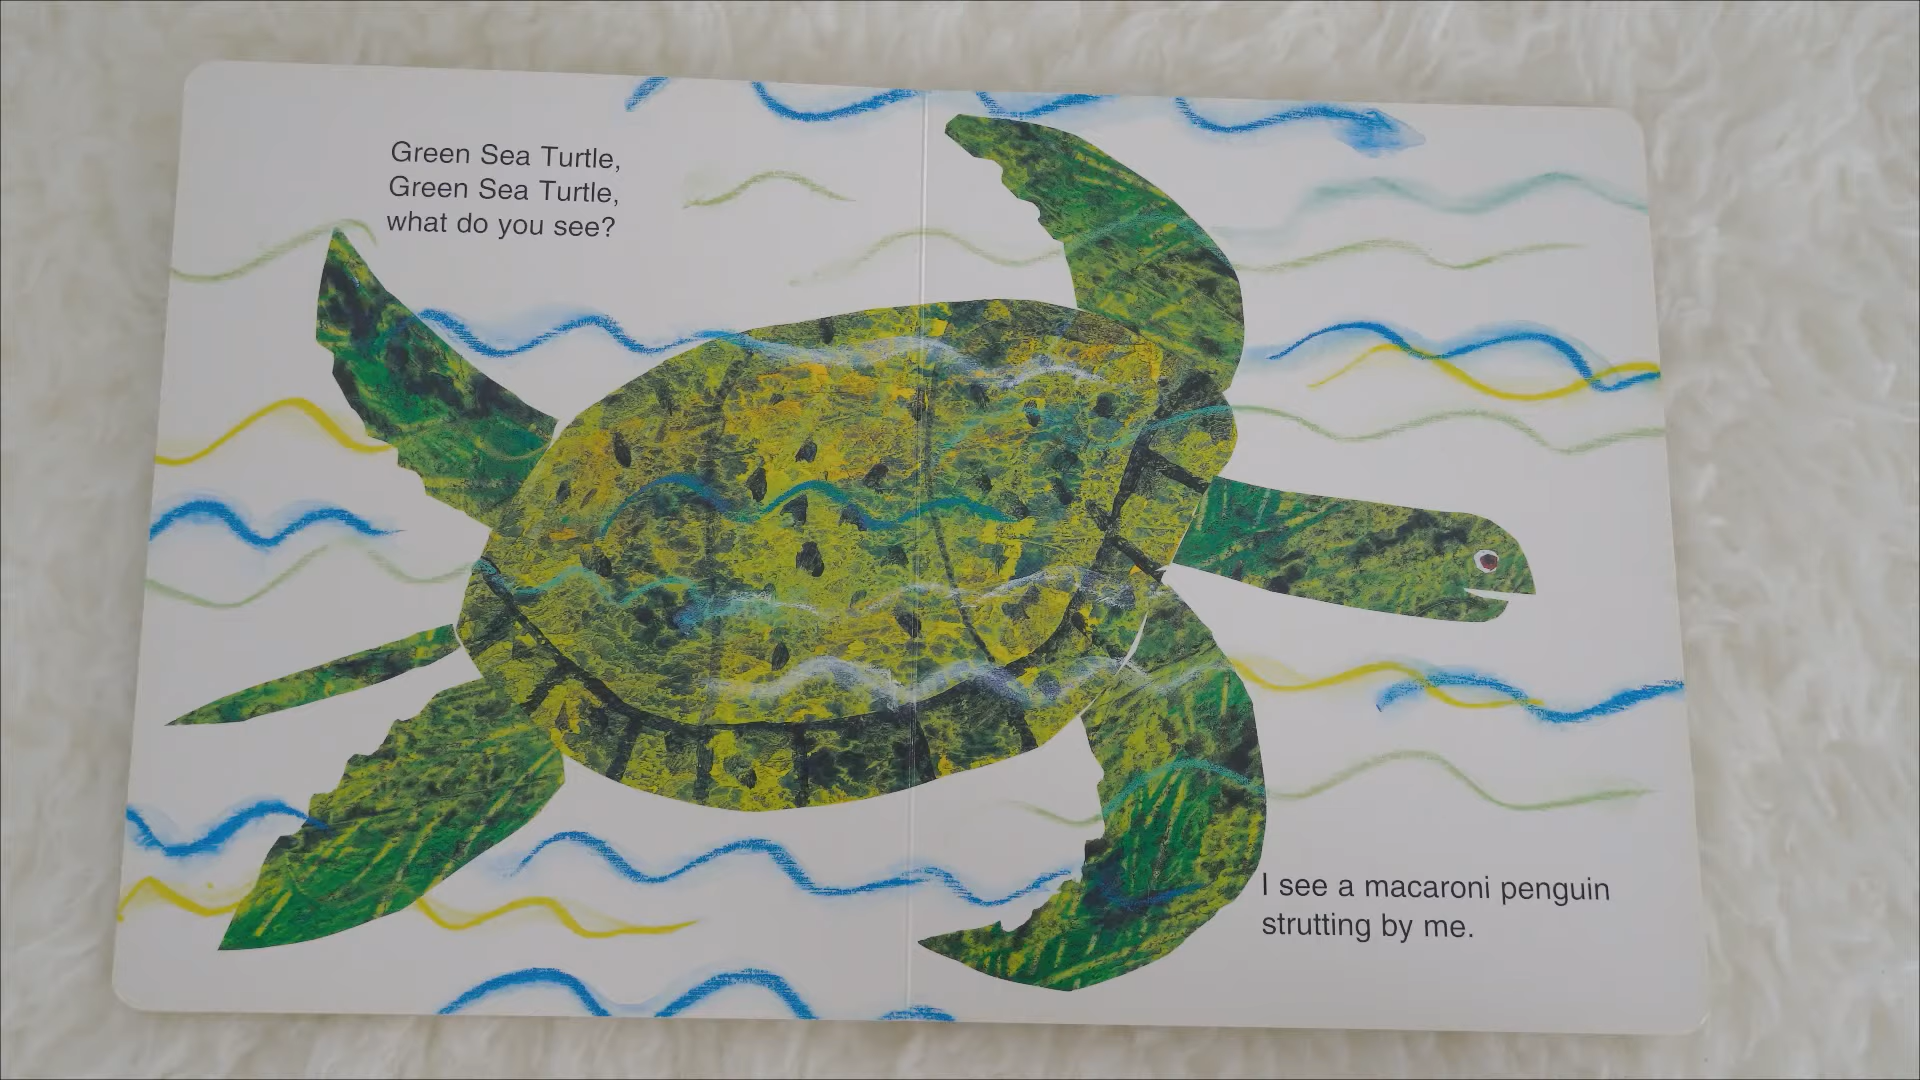 Green Sea Turtle,
Green Sea Turtle,
what do you see?
I see a macaroni penguin
strutting by me.